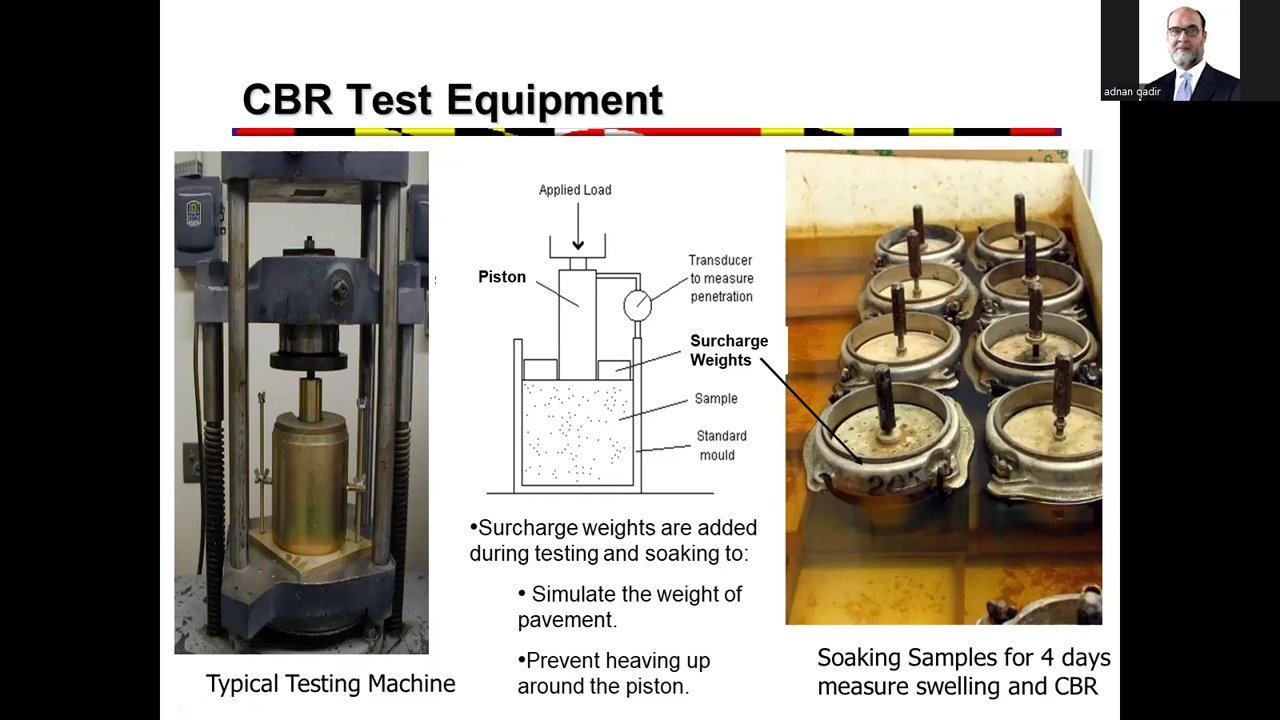 adnan qadir
CBR Test Equipment
Applied Load
Piston
Transducer
to measure
penetration
Surcharge
Weights
Sample
Standard
mould
•Surcharge weights are added
during testing and soaking to:
• Simulate the weight of
pavement.
•Prevent heaving up
around the piston.
Typical Testing Machine
Soaking Samples for 4 days
measure swelling and CBR